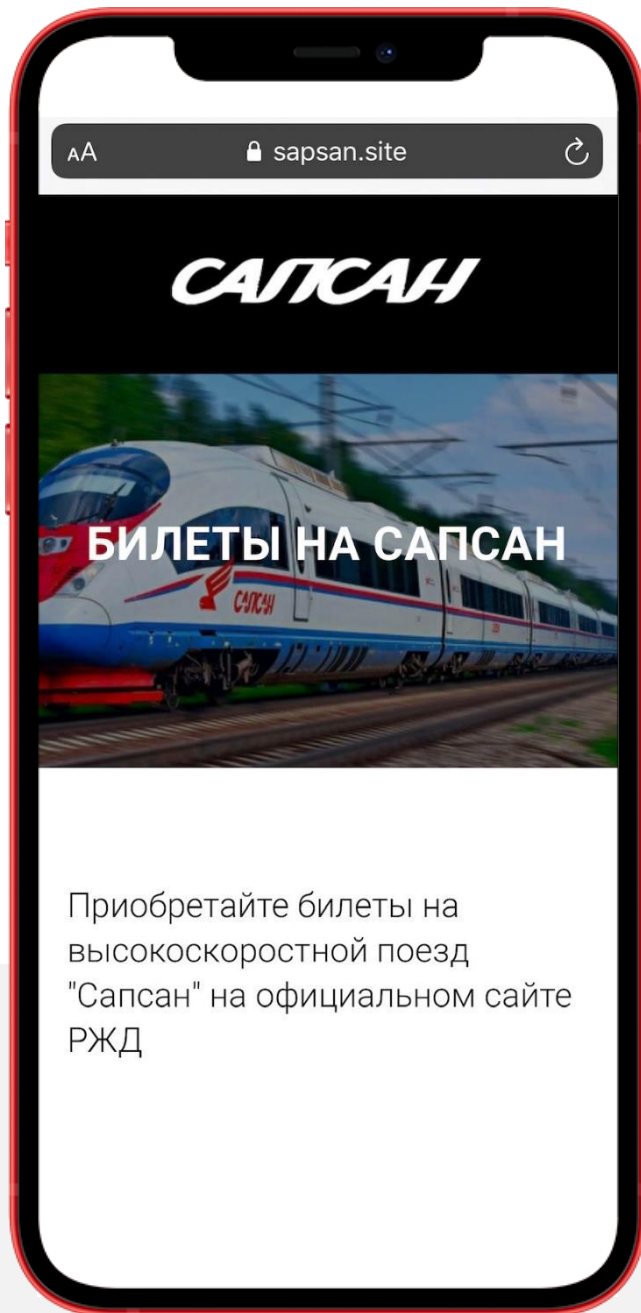 AA sapsan.site
САПСАН
БИЛЕТЫ НА САПСАН
САПСАН
Приобретайте билеты на
высокоскоростной поезд
"Сапсан" на официальном сайте
РЖД